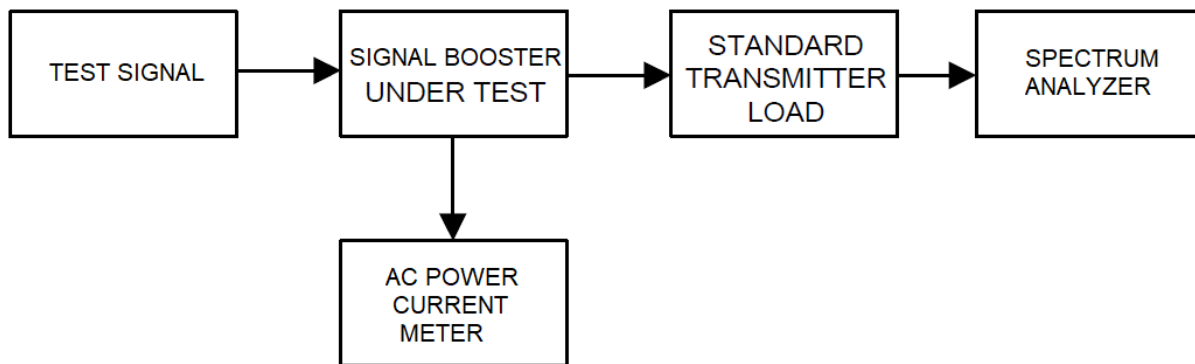 TEST SIGNAL
SIGNAL BOOSTER
UNDER TEST
STANDARD
TRANSMITTER
LOAD
SPECTRUM
ANALYZER
AC POWER
CURRENT
METER